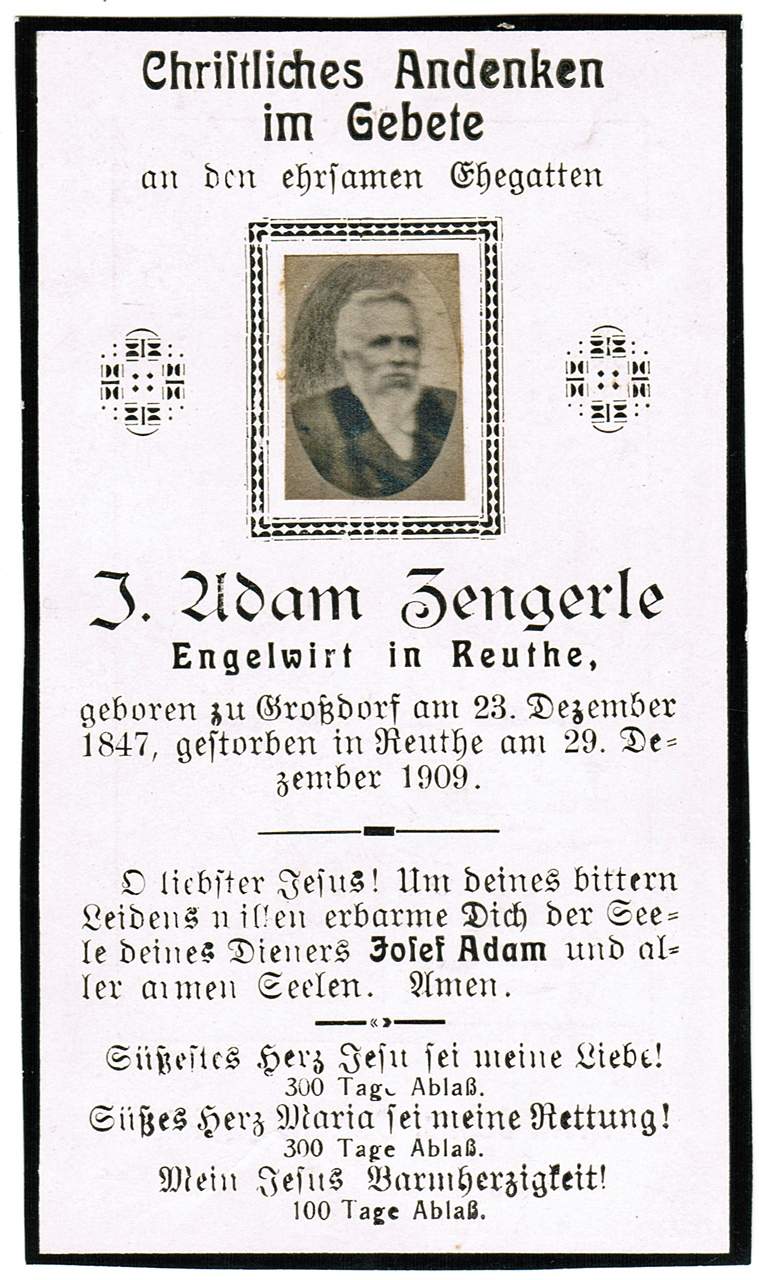 Christliches Andenken
im Gebete
an den ehrsamen Ehegatten
J. Adam Zengerle
Engelwirt in Reuthe,
geboren zu Großdorf am 23. Dezember
1847, gestorben in Reuthe am 29. De=
zember 1909.
O liebster Jesus! Um deines bittern
Leidens willen erbarme Dich der See=
le deines Dieners Josef Adam und al=
ler armen Seelen. Amen.
Süßestes Herz Jesu sei meine Liebe!
300 Tage Ablaß.
Süßes Herz Maria sei meine Rettung!
300 Tage Ablaß.
Mein Jesus Barmherzigkeit!
100 Tage Ablaß.